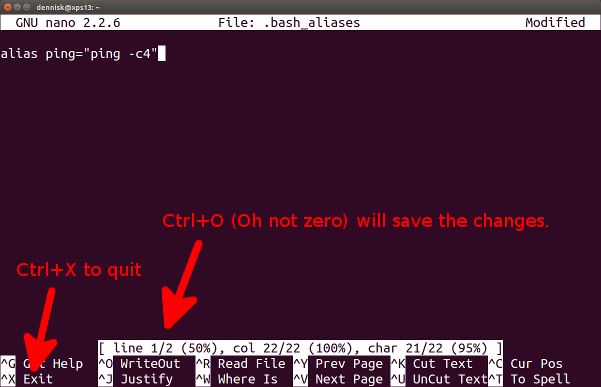 dennisk@xps13: ~
GNU nano 2.2.6 File: .bash_aliases Modified
alias ping="ping -c4"
Ctrl+O (Oh not zero) will save the changes.
Ctrl+X to quit
[ line 1/2 (50%), col 22/22 (100%), char 21/22 (95%) ]
^G Get Help ^O WriteOut ^R Read File ^Y Prev Page ^K Cut Text ^C Cur Pos
^X Exit ^J Justify ^W Where Is ^V Next Page ^U UnCut Text ^T To Spell